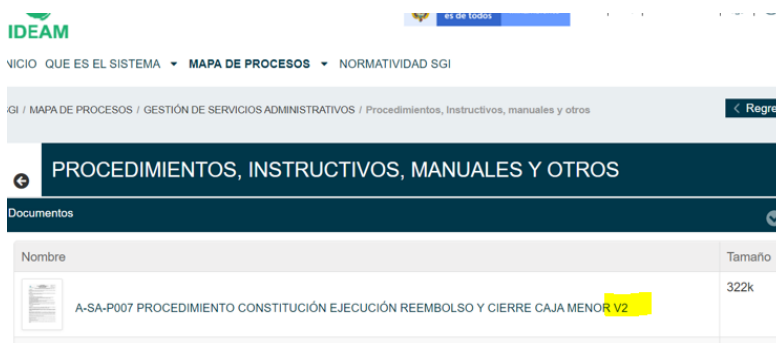 IDEAM
es de todos
NICIO QUE ES EL SISTEMA MAPA DE PROCESOS NORMATIVIDAD SGI
SGI / MAPA DE PROCESOS / GESTIÓN DE SERVICIOS ADMINISTRATIVOS / Procedimientos, Instructivos, manuales y otros
< Regre
PROCEDIMIENTOS, INSTRUCTIVOS, MANUALES Y OTROS
Documentos
Nombre Tamaño
A-SA-P007 PROCEDIMIENTO CONSTITUCIÓN EJECUCIÓN REEMBOLSO Y CIERRE CAJA MENOR V2 322k